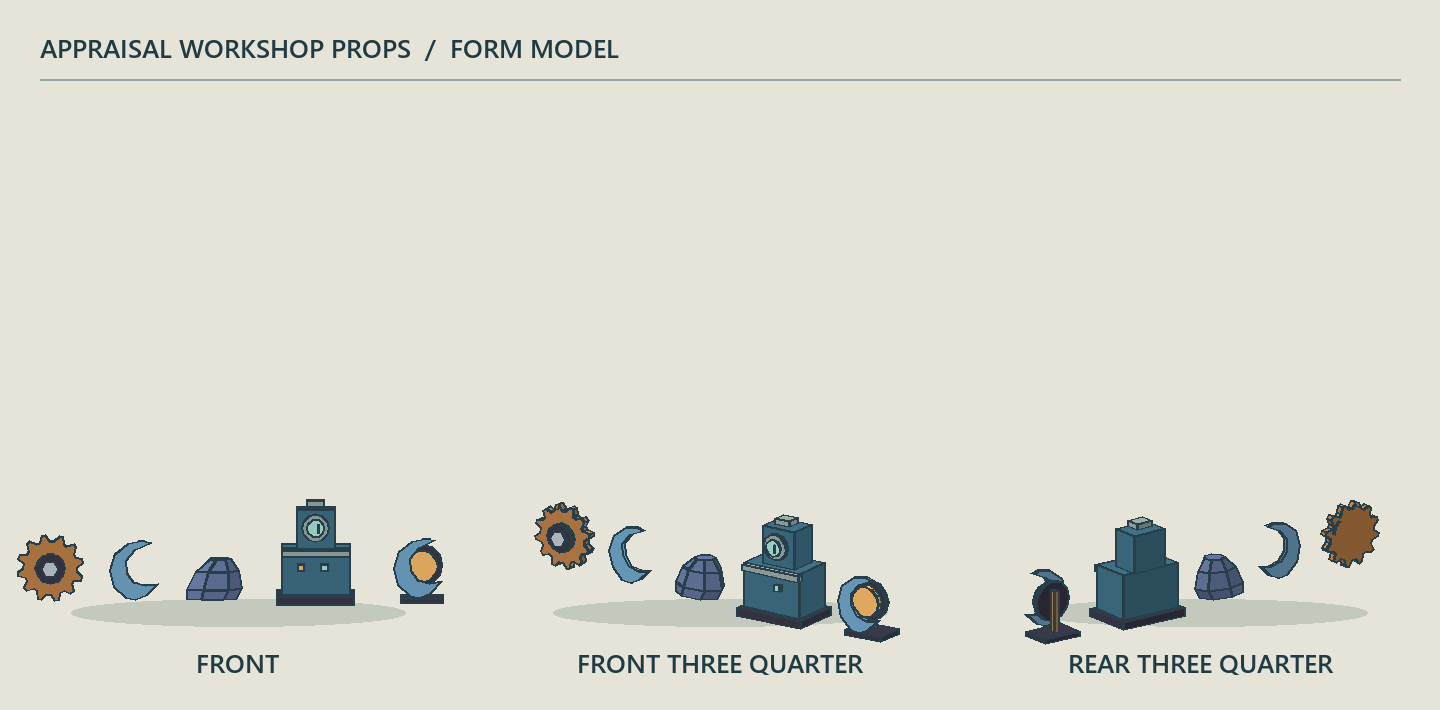 APPRAISAL WORKSHOP PROPS / FORM MODEL
FRONT
FRONT THREE QUARTER
REAR THREE QUARTER